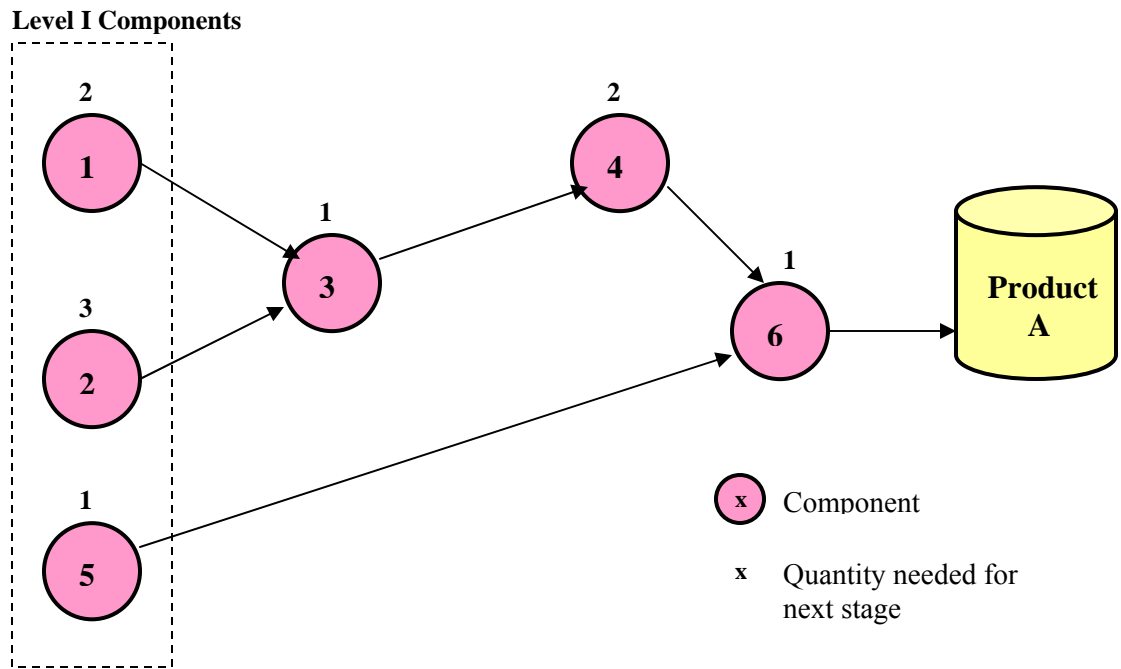 Level I Components
2
1
2
4
1
3
3
2
1
6
Product
A
1
5
x Component
x Quantity needed for
next stage